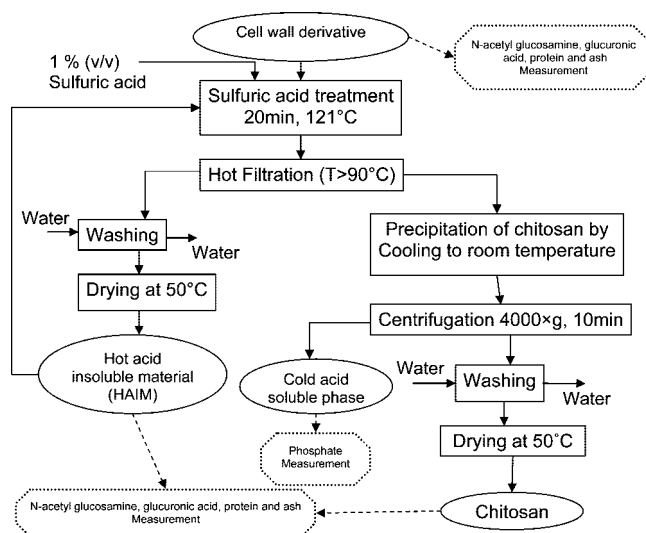 Cell wall derivative
N-acetyl glucosamine, glucuronic
acid, protein and ash
Measurement
1 % (v/v)
Sulfuric acid
Sulfuric acid treatment
20min, 121°C
Hot Filtration (T>90°C)
Water
Washing
Water
Precipitation of chitosan by
Cooling to room temperature
Drying at 50°C
Centrifugation 4000×g, 10min
Hot acid
insoluble material
(HAIM)
Cold acid
soluble phase
Water
Washing
Water
Phosphate
Measurement
Drying at 50°C
N-acetyl glucosamine, glucuronic acid, protein and ash
Measurement
Chitosan